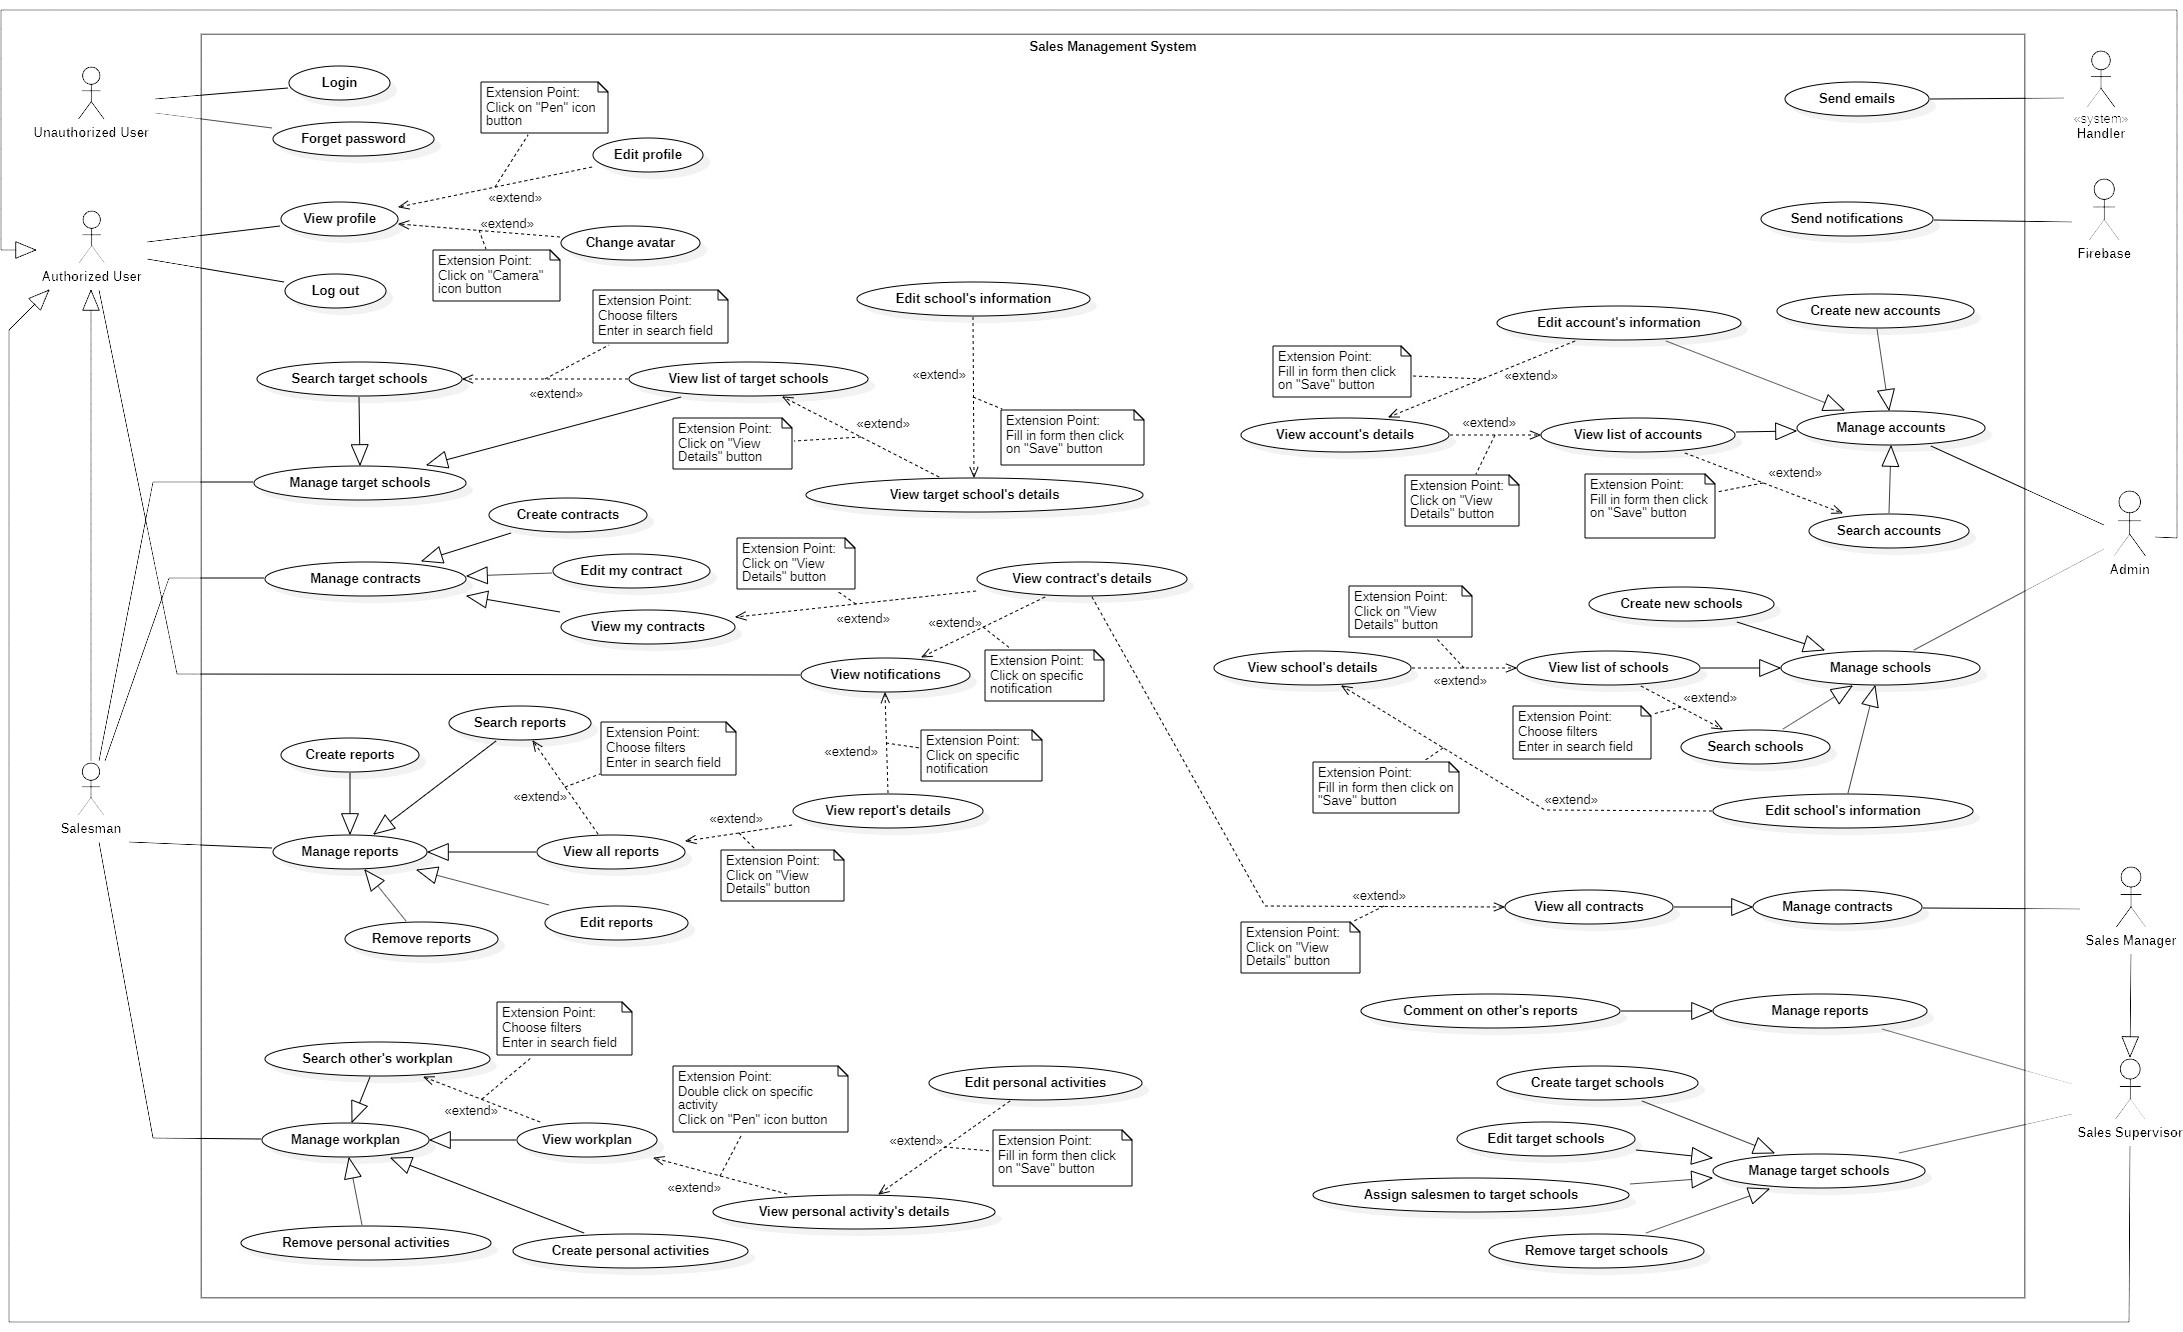 Sales Management System
Unauthorized User
Login
Forget password
Extension Point:
Click on "Pen" icon
button
Edit profile
«extend»
View profile
«extend»
Change avatar
Extension Point:
Click on "Camera"
icon button
Authorized User
Log out
Extension Point:
Choose filters
Enter in search field
Search target schools
«extend»
View list of target schools
Edit school's information
«extend»
Extension Point:
Fill in form then click
on "Save" button
Extension Point:
Click on "View
Details" button
«extend»
Manage target schools
View target school's details
Create contracts
Manage contracts
Edit my contract
View my contracts
Extension Point:
Click on "View
Details" button
«extend»
View contract's details
«extend»
Extension Point:
Click on specific
notification
View notifications
«extend»
Extension Point:
Click on specific
notification
Salesman
Search reports
Create reports
Extension Point:
Choose filters
Enter in search field
«extend»
Manage reports
View all reports
«extend»
View report's details
Extension Point:
Click on "View
Details" button
Remove reports
Edit reports
Extension Point:
Choose filters
Enter in search field
Search other's workplan
«extend»
Manage workplan
View workplan
Extension Point:
Double click on specific
activity
Click on "Pen" icon button
«extend»
Edit personal activities
«extend»
Extension Point:
Fill in form then click
on "Save" button
View personal activity's details
Remove personal activities
Create personal activities
Send emails
«system»
Handler
Send notifications
Firebase
Edit account's information
Create new accounts
Extension Point:
Fill in form then click
on "Save" button
«extend»
View account's details
«extend»
View list of accounts
Manage accounts
Extension Point:
Click on "View
Details" button
«extend»
Extension Point:
Fill in form then click
on "Save" button
Search accounts
Admin
Create new schools
Extension Point:
Click on "View
Details" button
View school's details
«extend»
View list of schools
Manage schools
«extend»
Extension Point:
Choose filters
Enter in search field
Search schools
Extension Point:
Fill in form then click on
"Save" button
«extend»
Edit school's information
«extend»
Extension Point:
Click on "View
Details" button
View all contracts
Manage contracts
Sales Manager
Comment on other's reports
Manage reports
Create target schools
Edit target schools
Assign salesmen to target schools
Manage target schools
Remove target schools
Sales Supervisor